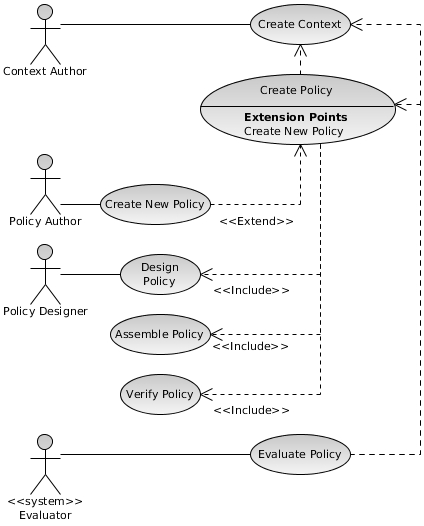 Create Context
Context Author
Create Policy
Extension Points
Create New Policy
Create New Policy
Policy Author
<<Extend>>
Design
Policy
Policy Designer
<<Include>>
Assemble Policy
<<Include>>
Verify Policy
<<Include>>
Evaluate Policy
<<system>>
Evaluator